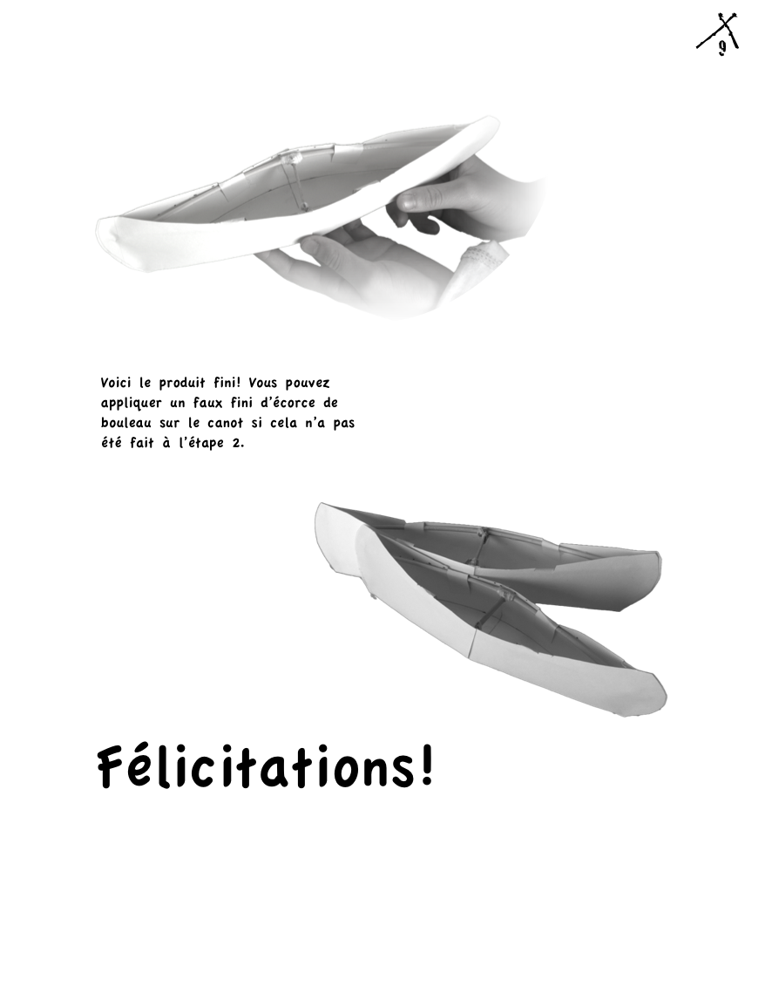 9
Voici le produit fini! Vous pouvez
appliquer un faux fini d'écorce de
bouleau sur le canot si cela n'a pas
été fait à l'étape 2.
Félicitations!